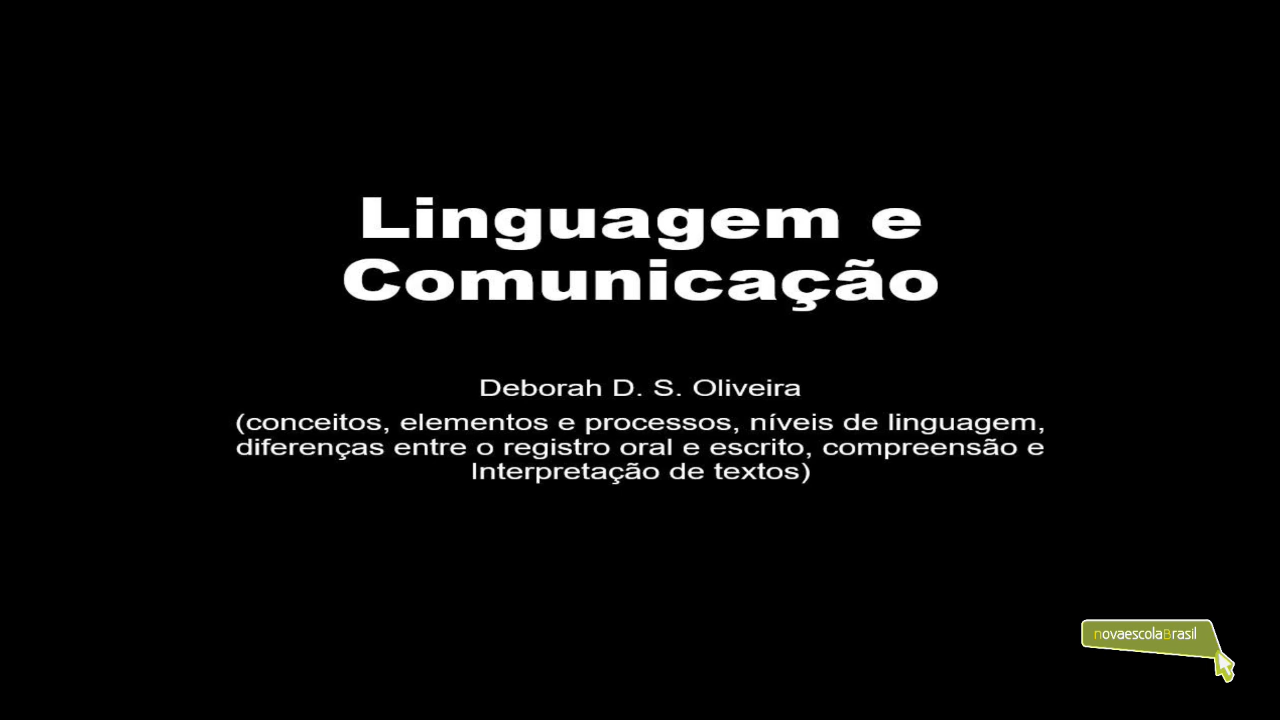 Linguagem e
Comunicação
Deborah D. S. Oliveira
(conceitos, elementos e processos, níveis de linguagem,
diferenças entre o registro oral e escrito, compreensão e
Interpretação de textos)
novaescolaBrasil